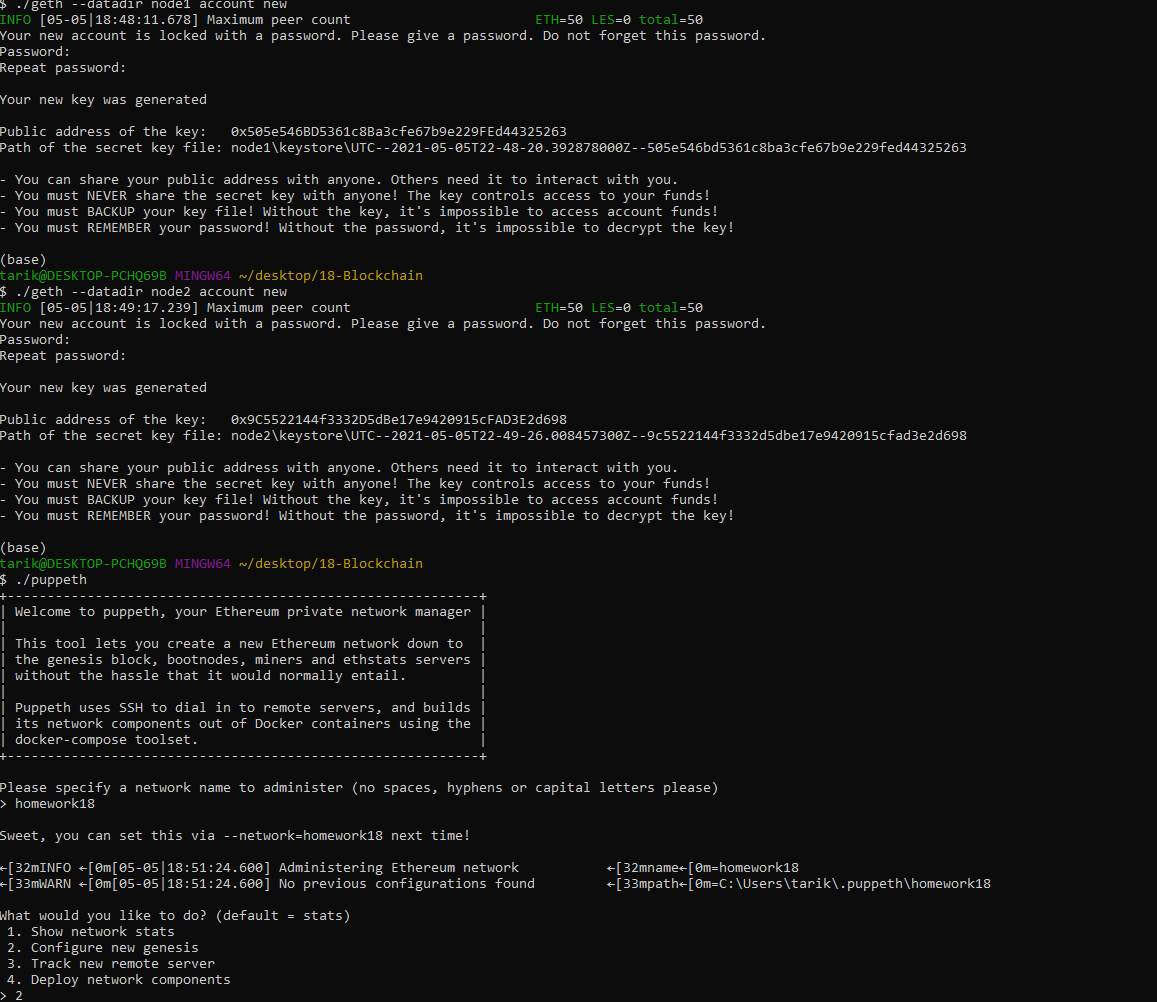 $ ./geth --datadir node1 account new
INFO [05-05|18:48:11.678] Maximum peer count ETH=50 LES=0 total=50
Your new account is locked with a password. Please give a password. Do not forget this password.
Password:
Repeat password:
Your new key was generated
Public address of the key: 0x505e546BD5361c8Ba3cfe67b9e229FEd44325263
Path of the secret key file: node1\keystore\UTC--2021-05-05T22-48-20.392878000Z--505e546bd5361c8ba3cfe67b9e229fed44325263
- You can share your public address with anyone. Others need it to interact with you.
- You must NEVER share the secret key with anyone! The key controls access to your funds!
- You must BACKUP your key file! Without the key, it's impossible to access account funds!
- You must REMEMBER your password! Without the password, it's impossible to decrypt the key!
(base)
tarik@DESKTOP-PCHQ69B MINGW64 ~/desktop/18-Blockchain
$ ./geth --datadir node2 account new
INFO [05-05|18:49:17.239] Maximum peer count ETH=50 LES=0 total=50
Your new account is locked with a password. Please give a password. Do not forget this password.
Password:
Repeat password:
Your new key was generated
Public address of the key: 0x9C5522144f3332D5dBe17e9420915cFAD3E2d698
Path of the secret key file: node2\keystore\UTC--2021-05-05T22-49-26.008457300Z--9c5522144f3332d5dbe17e9420915cfad3e2d698
- You can share your public address with anyone. Others need it to interact with you.
- You must NEVER share the secret key with anyone! The key controls access to your funds!
- You must BACKUP your key file! Without the key, it's impossible to access account funds!
- You must REMEMBER your password! Without the password, it's impossible to decrypt the key!
(base)
tarik@DESKTOP-PCHQ69B MINGW64 ~/desktop/18-Blockchain
$ ./puppeth
+-----------------------------------------------------------+
| Welcome to puppeth, your Ethereum private network manager |
| |
| This tool lets you create a new Ethereum network down to |
| the genesis block, bootnodes, miners and ethstats servers |
| without the hassle that it would normally entail. |
| |
| Puppeth uses SSH to dial in to remote servers, and builds |
| its network components out of Docker containers using the |
| docker-compose toolset. |
+-----------------------------------------------------------+
Please specify a network name to administer (no spaces, hyphens or capital letters please)
> homework18
Sweet, you can set this via --network=homework18 next time!
←[32mINFO ←[0m[05-05|18:51:24.600] Administering Ethereum network ←[32mname←[0m=homework18
←[33mWARN ←[0m[05-05|18:51:24.600] No previous configurations found ←[33mpath←[0m=C:\Users\tarik\.puppeth\homework18
What would you like to do? (default = stats)
1. Show network stats
2. Configure new genesis
3. Track new remote server
4. Deploy network components
> 2